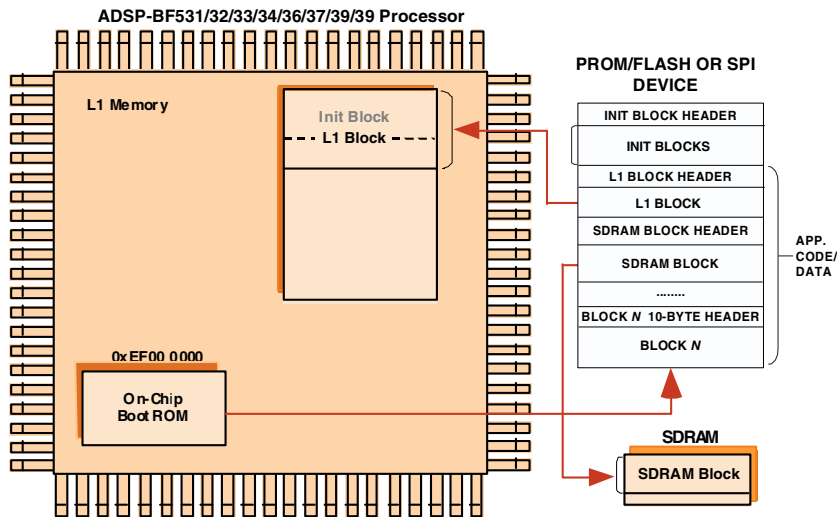 ADSP-BF531/32/33/34/36/37/39/39 Processor
L1 Memory
Init Block
L1 Block
0xEF00 0000
On-Chip
Boot ROM
PROM/FLASH OR SPI
DEVICE
INIT BLOCK HEADER
INIT BLOCKS
L1 BLOCK HEADER
L1 BLOCK
SDRAM BLOCK HEADER
SDRAM BLOCK
........
BLOCK N 10-BYTE HEADER
BLOCK N
APP.
CODE/
DATA
SDRAM
SDRAM Block